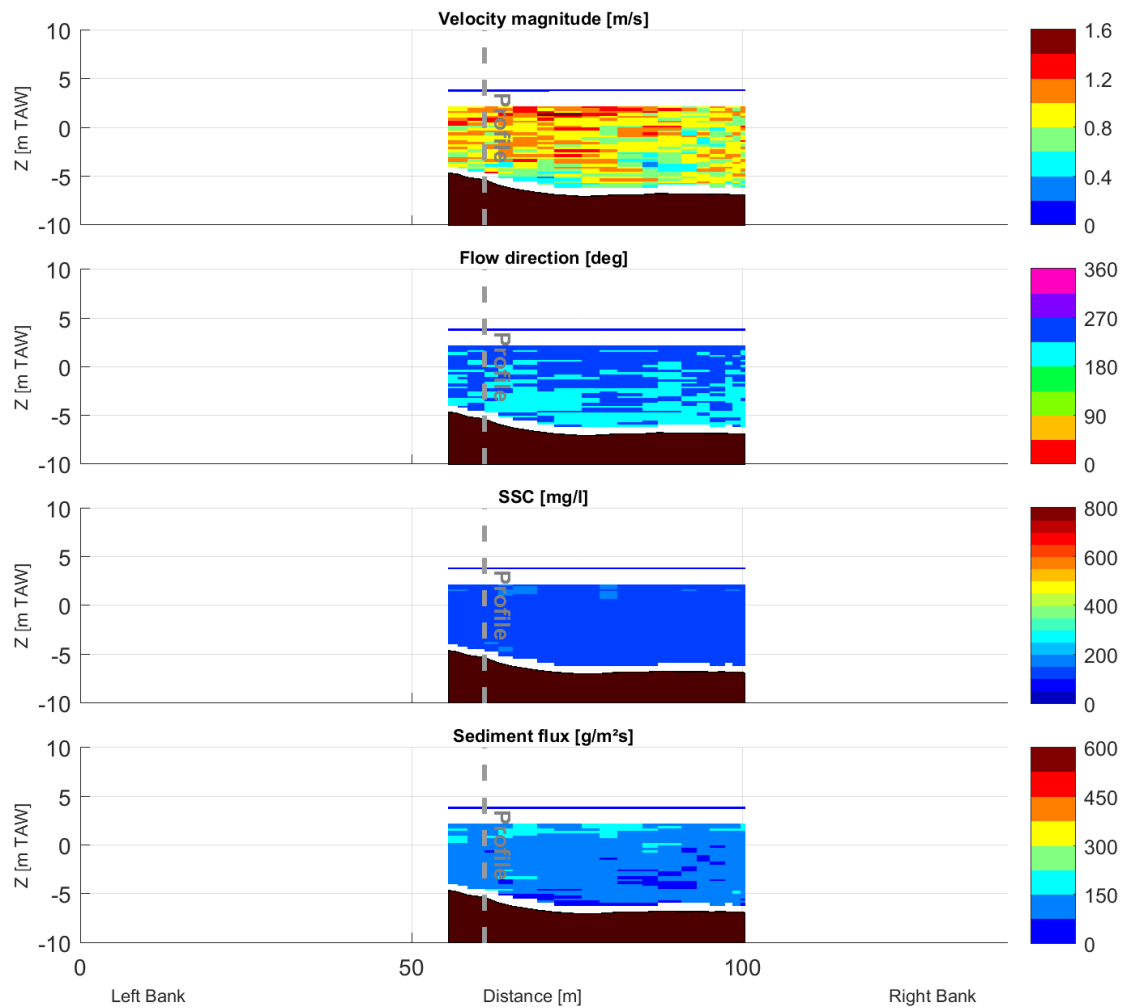 Velocity magnitude [m/s]
10
5
0
-5
-10
Z [m TAW]
Profile
1.6
1.2
0.8
0.4
0
Flow direction [deg]
10
5
0
-5
-10
Z [m TAW]
Profile
360
270
180
90
0
SSC [mg/l]
10
5
0
-5
-10
Z [m TAW]
Profile
800
600
400
200
0
Sediment flux [g/m²s]
10
5
0
-5
-10
Z [m TAW]
Profile
600
450
300
150
0
0 50 100
Left Bank Distance [m] Right Bank